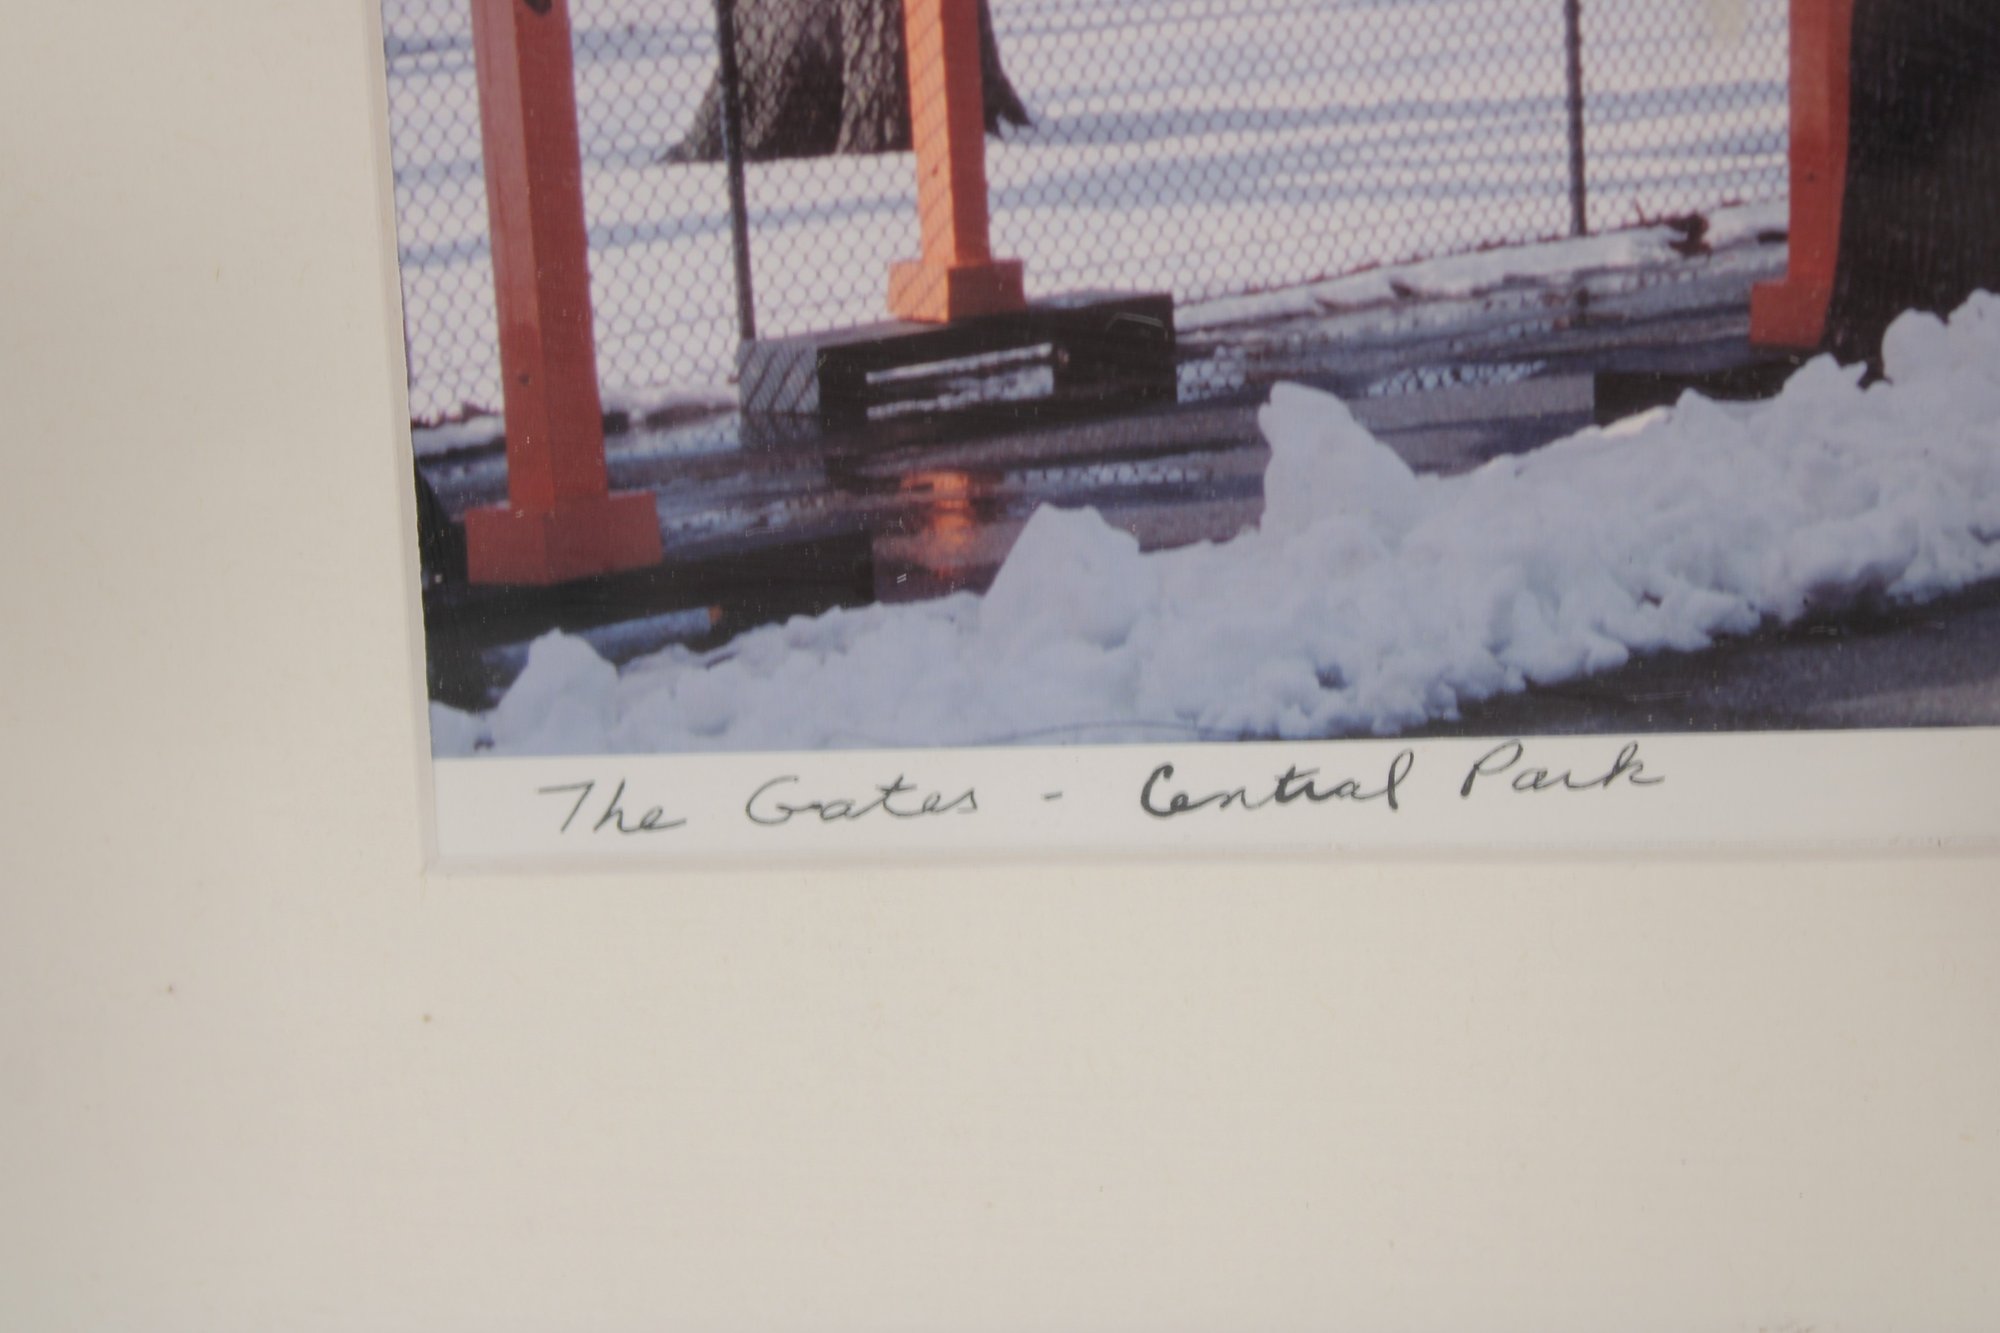 The Gates - Central Park